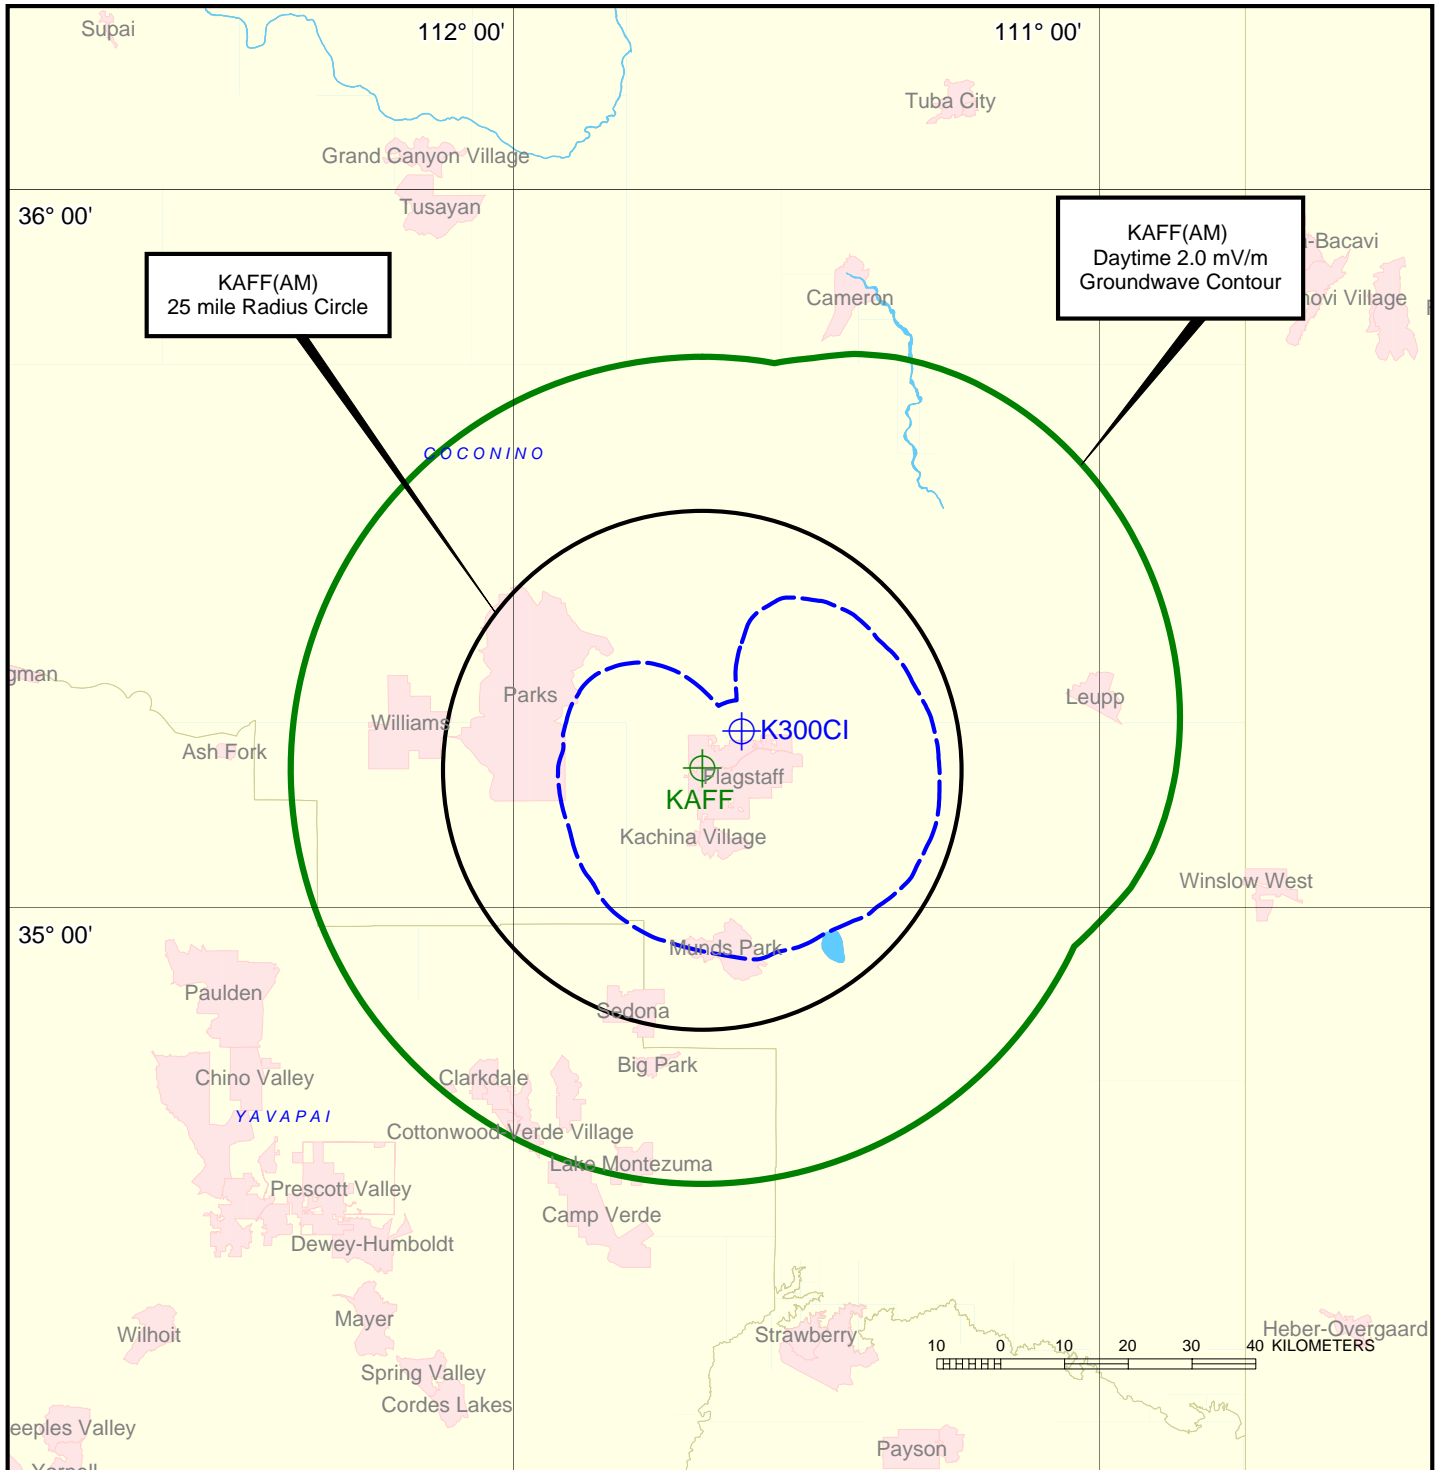 Supai
112° 00'
111° 00'
Tuba City
Grand Canyon Village
Tusayan
36° 00'
KAFF(AM)
Daytime 2.0 mV/m
Groundwave Contour
-Bacavi
ovi Village
KAFF(AM)
25 mile Radius Circle
Cameron
COCONINO
gman
Parks
Williams
Leupp
Ash Fork
K300CI
Flagstaff
KAFF
Kachina Village
Winslow West
35° 00'
Munds Park
Paulden
Sedona
Big Park
Chino Valley
Clarkdale
YAVAPAI
Cottonwood-Verde Village
Lake Montezuma
Prescott Valley
Camp Verde
Dewey-Humboldt
Mayer
Wilhoit
Strawberry
Heber-Overgaard
10 0 10 20 30 40 KILOMETERS
Spring Valley
Cordes Lakes
eeples Valley
Payson